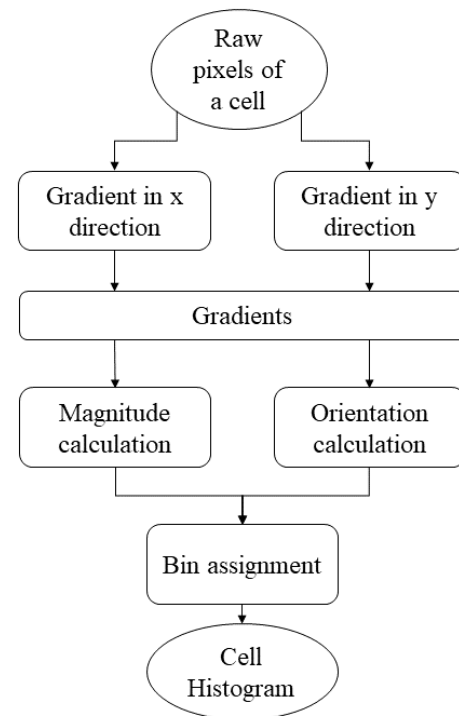 Raw
pixels of
a cell
Gradient in x
direction
Gradient in y
direction
Gradients
Magnitude
calculation
Orientation
calculation
Bin assignment
Cell
Histogram